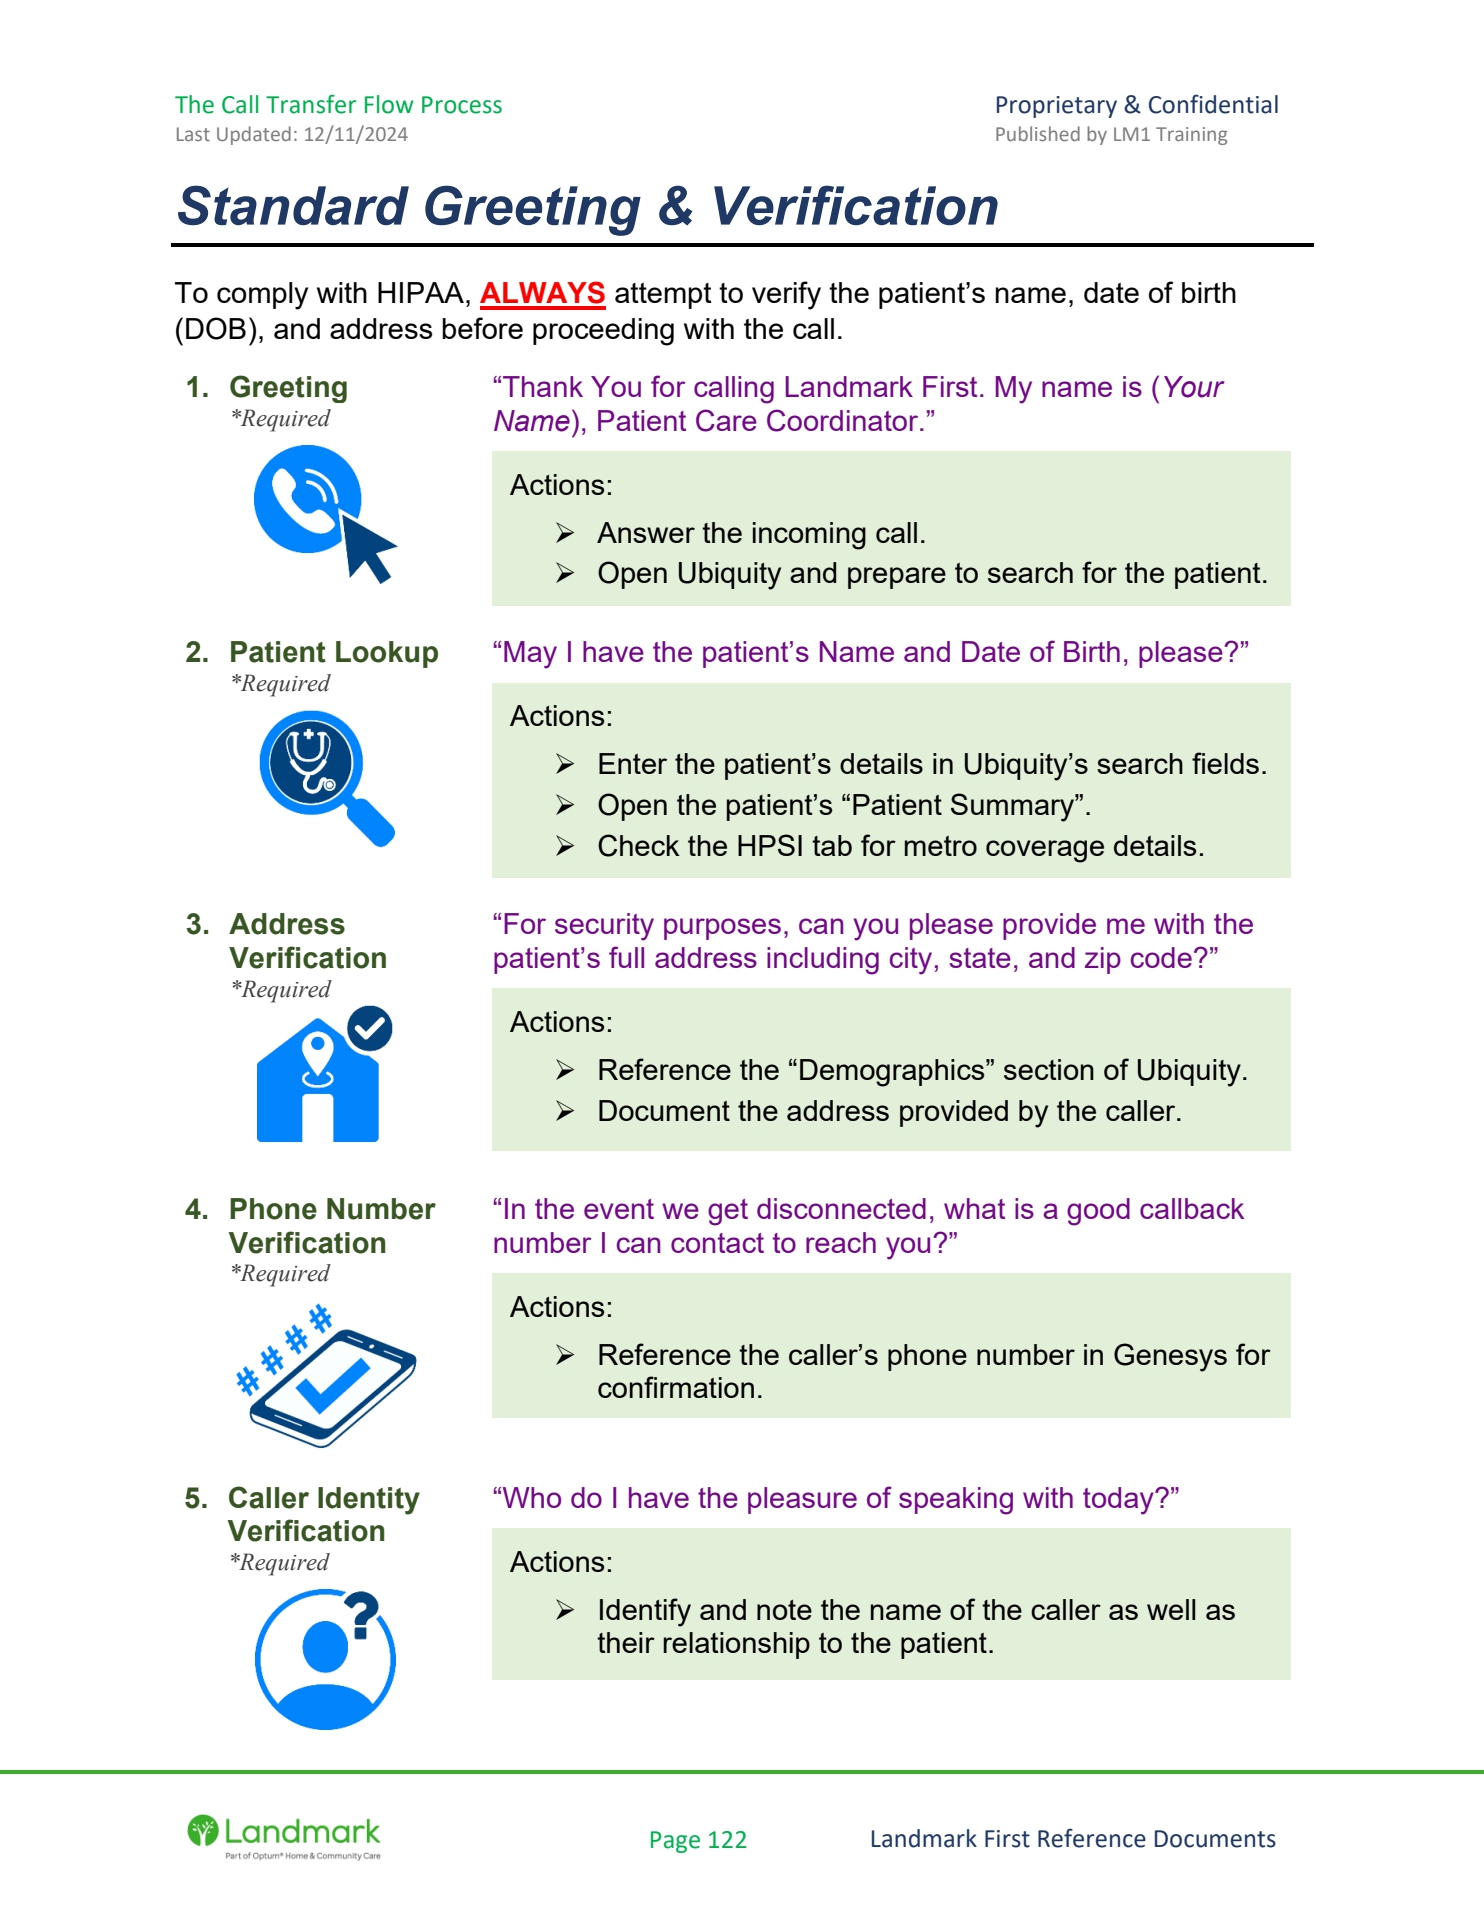 The Call Transfer Flow Process
Proprietary & Confidential
Last Updated: 12/11/2024
Published by LM1 Training
Standard Greeting & Verification
To comply with HIPAA, ALWAYS attempt to verify the patient’s name, date of birth
(DOB), and address before proceeding with the call.
1. Greeting
*Required
“Thank You for calling Landmark First. My name is (Your
Name), Patient Care Coordinator.”
Actions:
➢ Answer the incoming call.
➢ Open Ubiquity and prepare to search for the patient.
2. Patient Lookup
*Required
“May I have the patient’s Name and Date of Birth, please?”
Actions:
➢ Enter the patient’s details in Ubiquity’s search fields.
➢ Open the patient’s “Patient Summary”.
➢ Check the HPSI tab for metro coverage details.
3. Address
Verification
*Required
“For security purposes, can you please provide me with the
patient’s full address including city, state, and zip code?”
Actions:
➢ Reference the “Demographics” section of Ubiquity.
➢ Document the address provided by the caller.
4. Phone Number
Verification
*Required
# # # #
“In the event we get disconnected, what is a good callback
number I can contact to reach you?”
Actions:
➢ Reference the caller’s phone number in Genesys for
confirmation.
5. Caller Identity
Verification
*Required
?
“Who do I have the pleasure of speaking with today?”
Actions:
➢ Identify and note the name of the caller as well as
their relationship to the patient.
Landmark
Part of Optum® Home & Community Care
Page 122
Landmark First Reference Documents